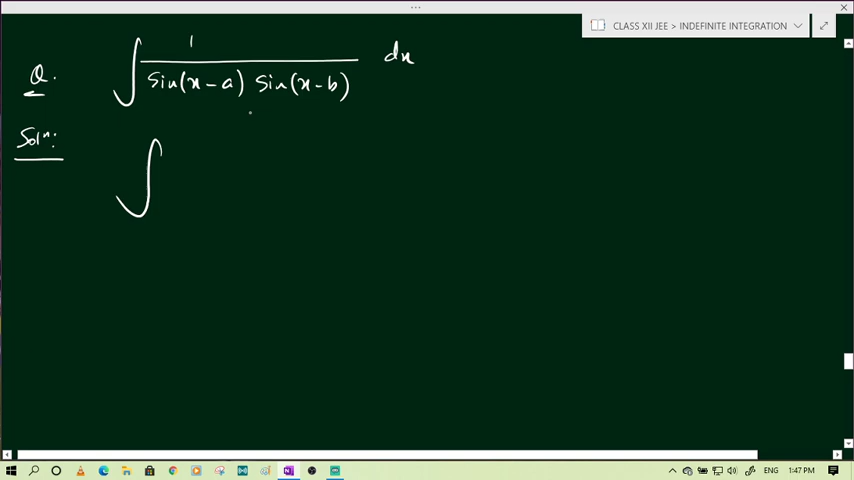 CLASS XII JEE > INDEFINITE INTEGRATION
Q. ∫ 1 / sin(x-a) sin(x-b) dx
Soln:
∫
ENG 1:47 PM